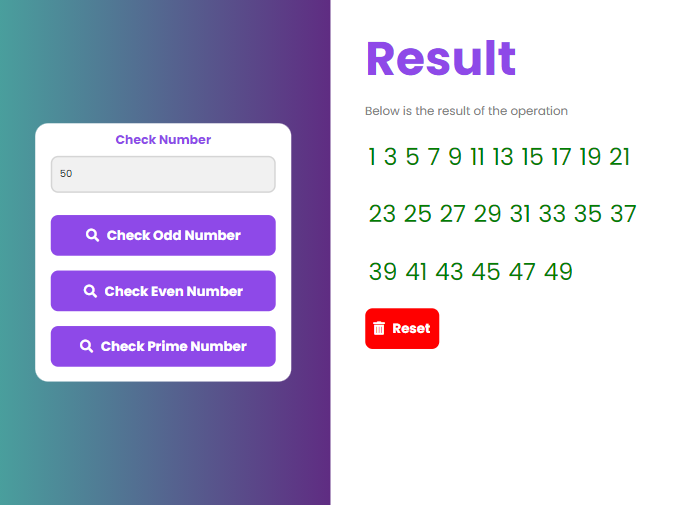 Check Number
50
Check Odd Number
Check Even Number
Check Prime Number
Result
Below is the result of the operation
1 3 5 7 9 11 13 15 17 19 21
23 25 27 29 31 33 35 37
39 41 43 45 47 49
Reset